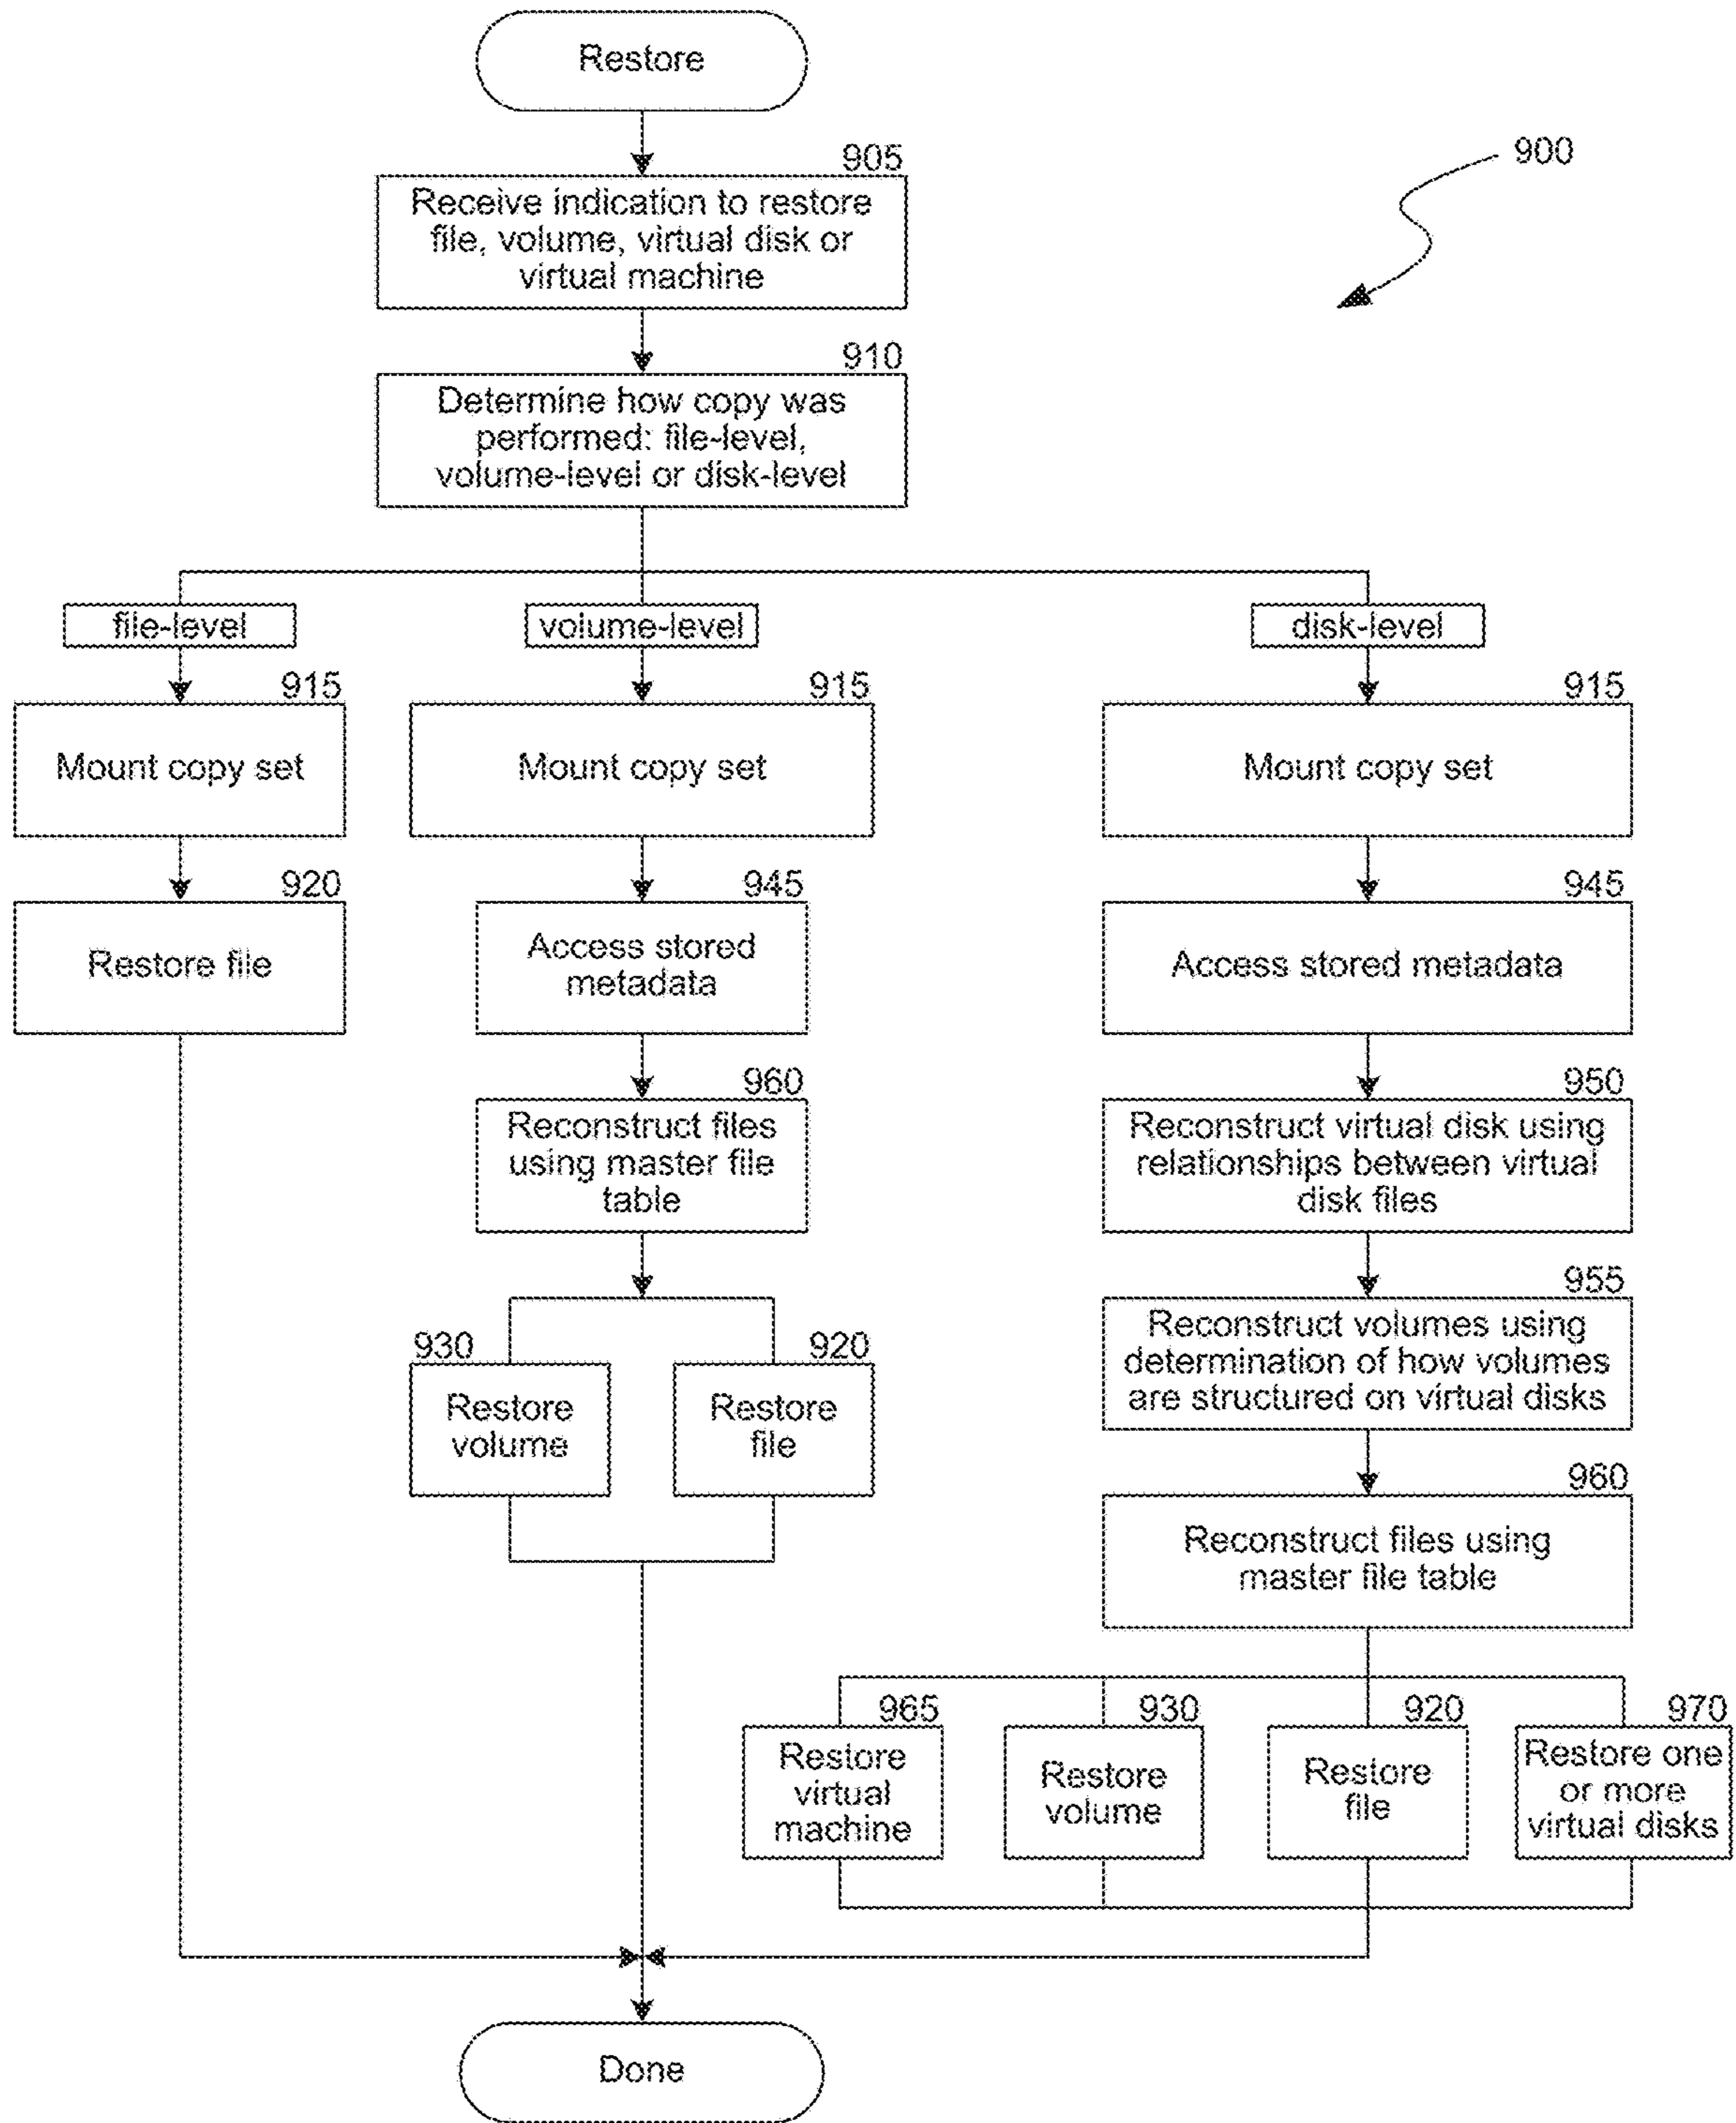 Restore
900
905
Receive indication to restore
file, volume, virtual disk or
virtual machine
910
Determine how copy was
performed: file-level,
volume-level or disk-level
file-level
volume-level
disk-level
915
Mount copy set
915
Mount copy set
915
Mount copy set
920
Restore file
945
Access stored
metadata
945
Access stored metadata
960
Reconstruct files
using master file
table
950
Reconstruct virtual disk using
relationships between virtual
disk files
955
Reconstruct volumes using
determination of how volumes
are structured on virtual disks
930
Restore
volume
920
Restore
file
960
Reconstruct files using
master file table
965
Restore
virtual
machine
930
Restore
volume
920
Restore
file
970
Restore one
or more
virtual disks
Done